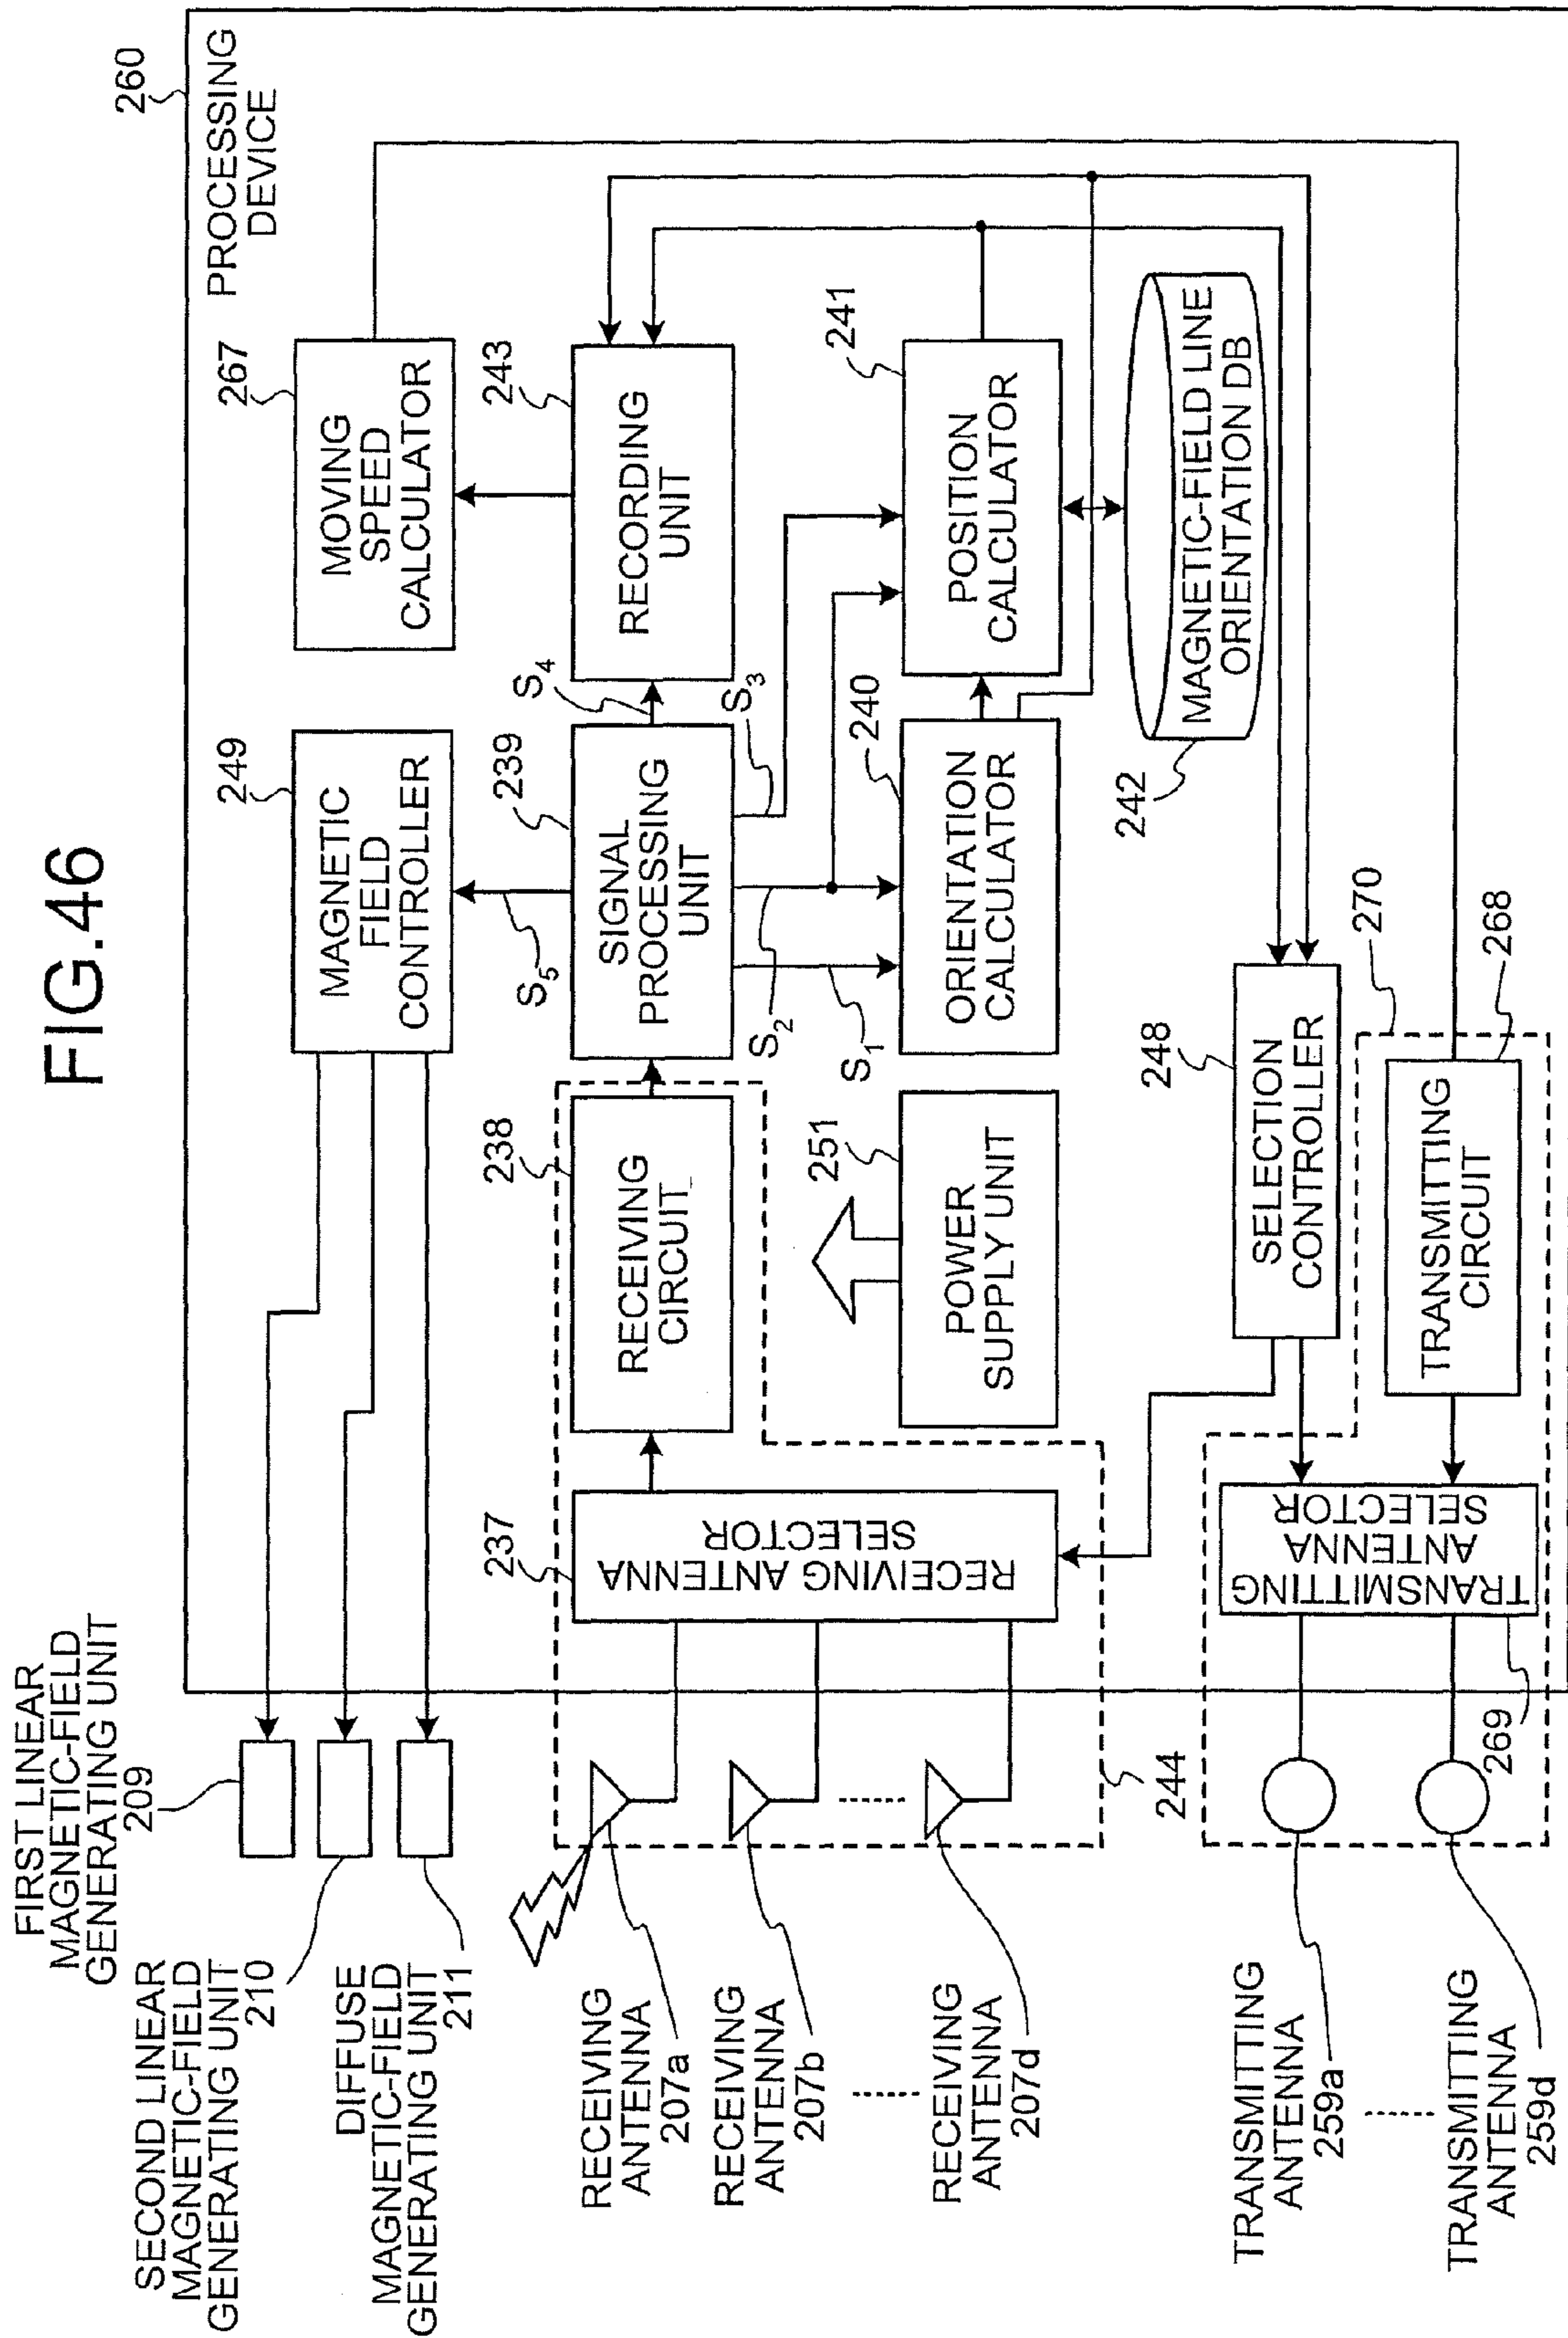 FIG.46
260
PROCESSING
DEVICE
FIRST LINEAR
MAGNETIC-FIELD
GENERATING UNIT
209
SECOND LINEAR
MAGNETIC-FIELD
GENERATING UNIT
210
DIFFUSE
MAGNETIC-FIELD
GENERATING UNIT
211
249
MAGNETIC
FIELD
CONTROLLER
267
MOVING
SPEED
CALCULATOR
S5
S4
RECEIVING
ANTENNA
207a
RECEIVING
ANTENNA
207b
RECEIVING
ANTENNA
207d
237
RECEIVING ANTENNA
SELECTOR
238
RECEIVING
CIRCUIT
239
SIGNAL
PROCESSING
UNIT
243
RECORDING
UNIT
S1
S2
S3
251
POWER
SUPPLY UNIT
240
ORIENTATION
CALCULATOR
241
POSITION
CALCULATOR
244
242
MAGNETIC-FIELD LINE
ORIENTATION DB
248
SELECTION
CONTROLLER
270
TRANSMITTING
ANTENNA
259a
TRANSMITTING
ANTENNA
259d
269
TRANSMITTING
ANTENNA
SELECTOR
TRANSMITTING
CIRCUIT
268